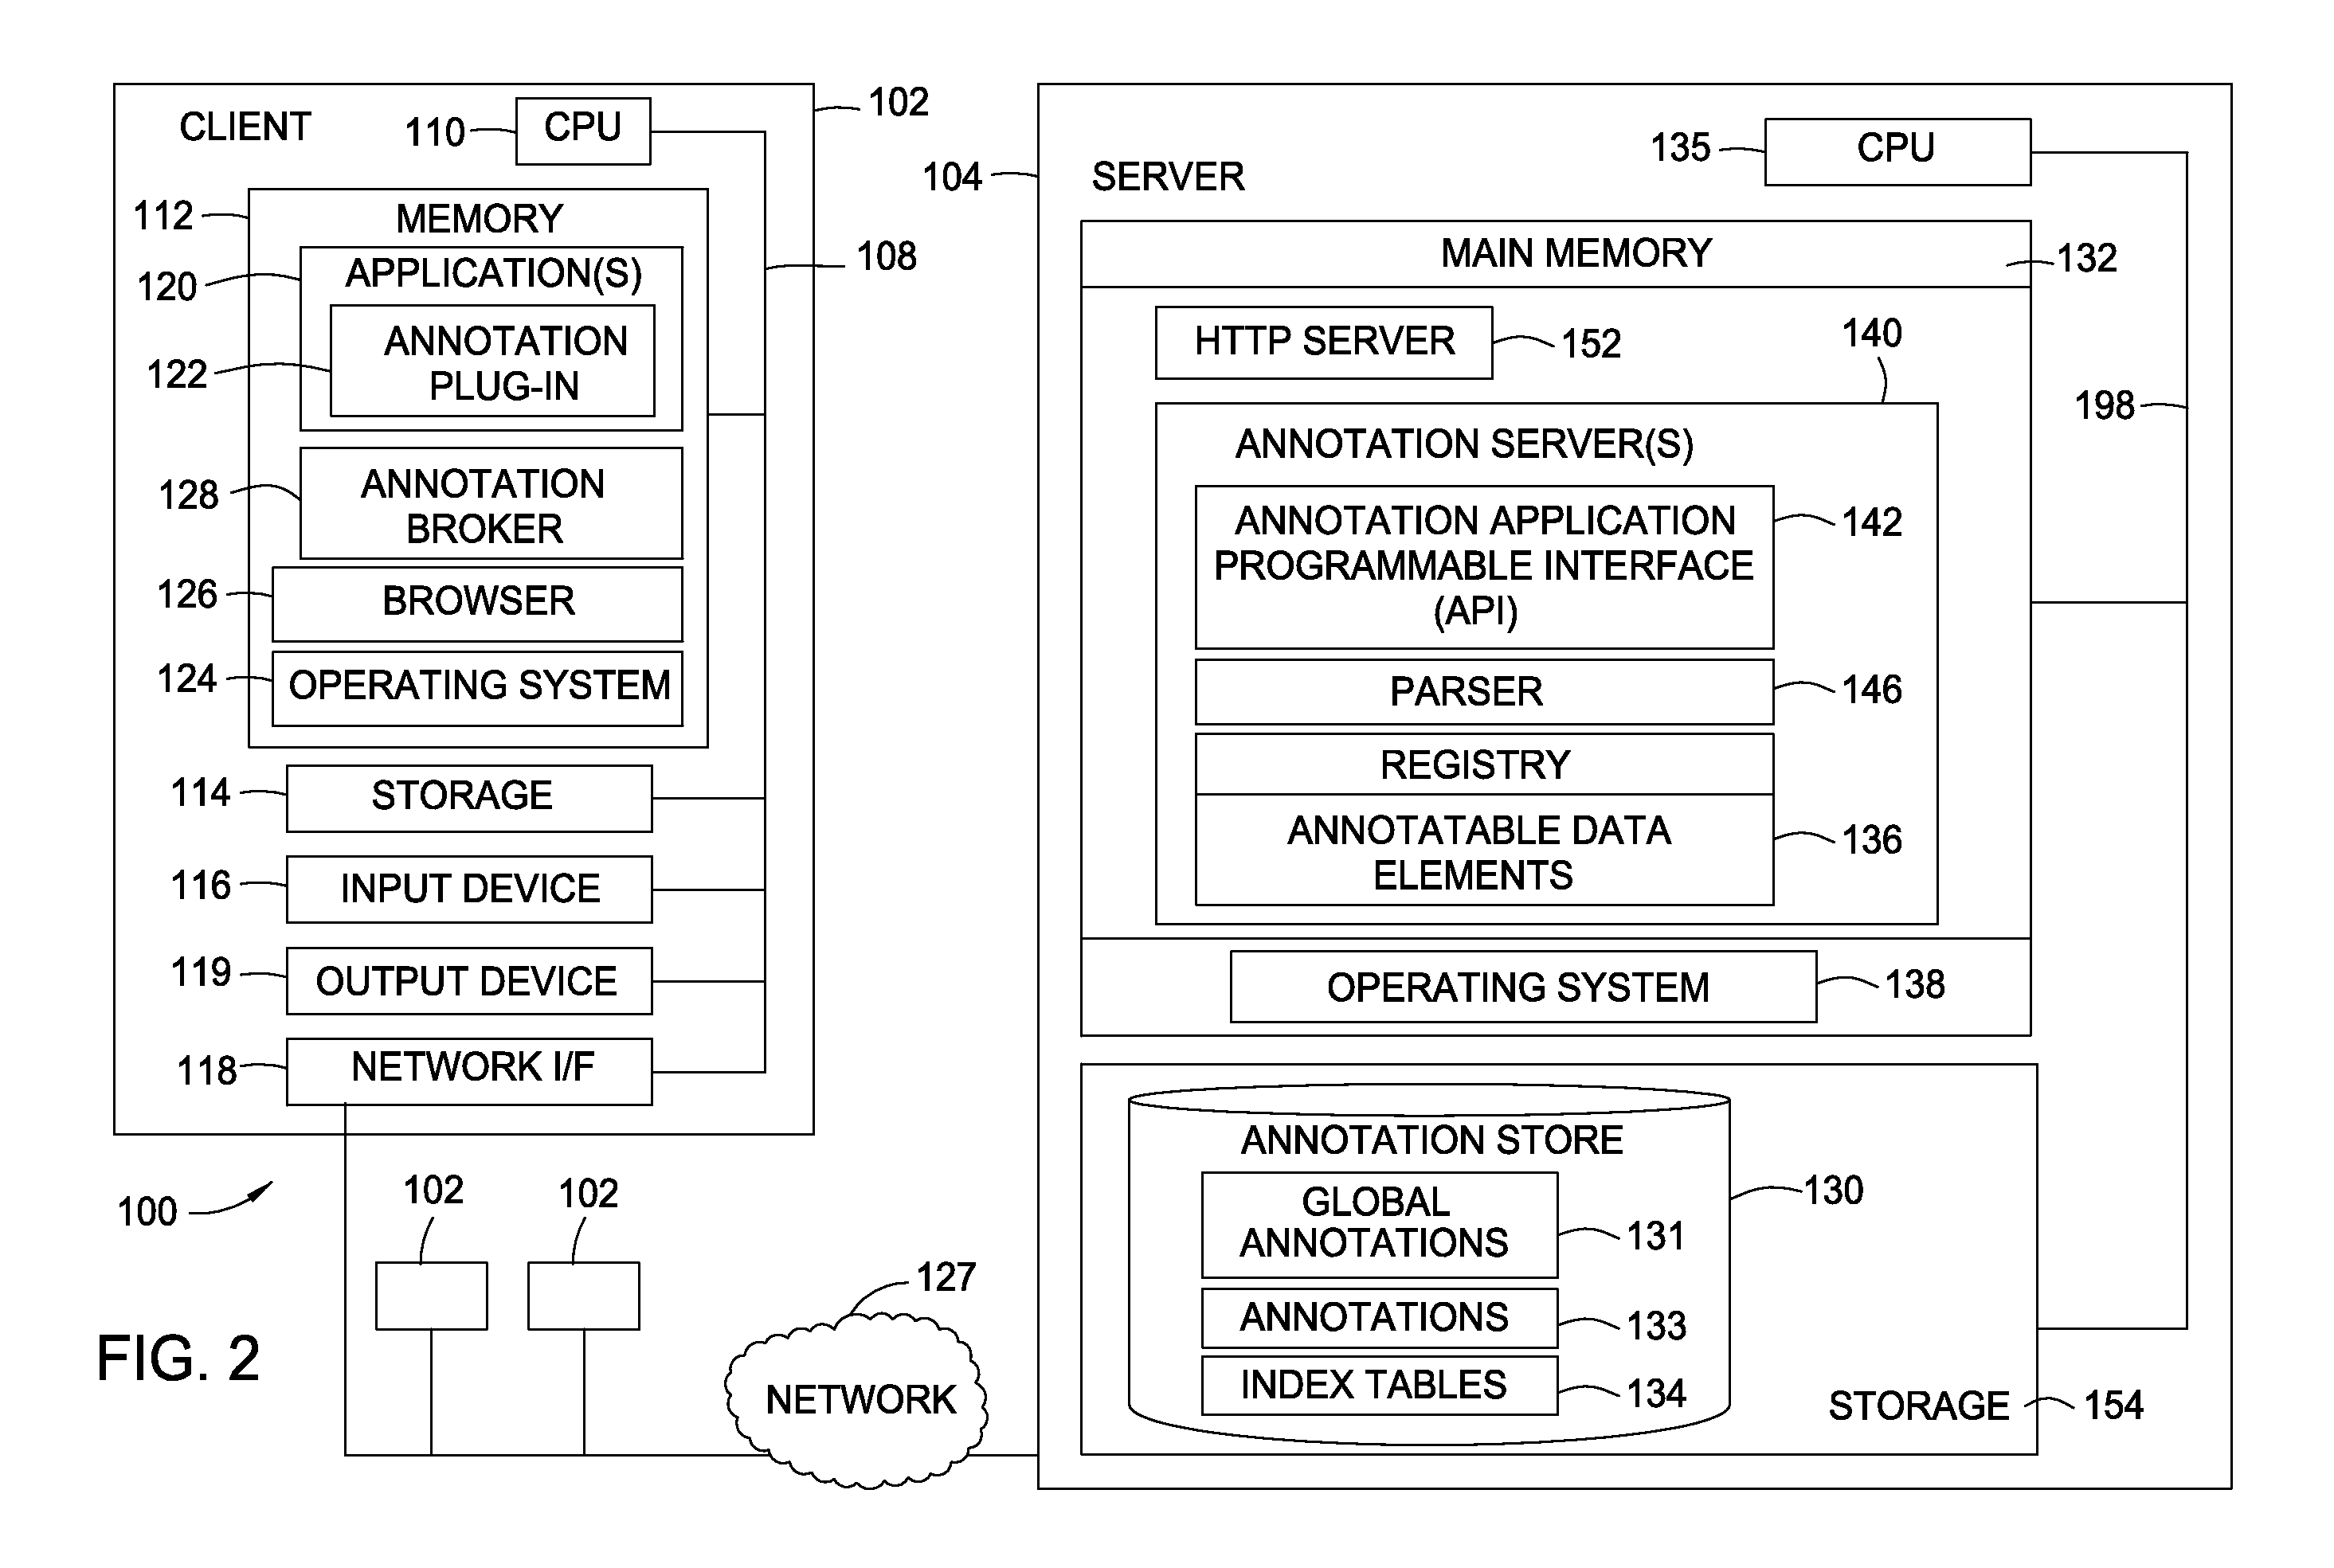 CLIENT
110
CPU
102
112
MEMORY
120
APPLICATION(S)
108
122
ANNOTATION
PLUG-IN
128
ANNOTATION
BROKER
126
BROWSER
124
OPERATING SYSTEM
114
STORAGE
116
INPUT DEVICE
119
OUTPUT DEVICE
118
NETWORK I/F
100
102
102
127
NETWORK
FIG. 2
104
SERVER
135
CPU
MAIN MEMORY
132
HTTP SERVER
152
140
198
ANNOTATION SERVER(S)
ANNOTATION APPLICATION
PROGRAMMABLE INTERFACE
(API)
142
PARSER
146
REGISTRY
ANNOTATABLE DATA
ELEMENTS
136
OPERATING SYSTEM
138
ANNOTATION STORE
130
GLOBAL
ANNOTATIONS
131
ANNOTATIONS
133
INDEX TABLES
134
STORAGE
154